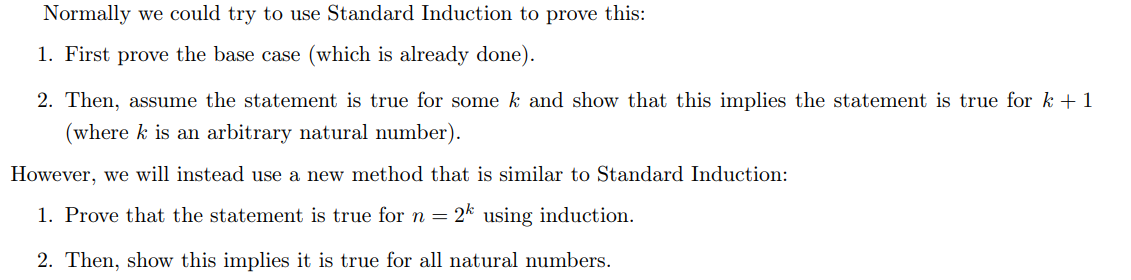 Normally we could try to use Standard Induction to prove this:
1. First prove the base case (which is already done).
2. Then, assume the statement is true for some k and show that this implies the statement is true for k + 1
(where k is an arbitrary natural number).
However, we will instead use a new method that is similar to Standard Induction:
1. Prove that the statement is true for n = 2^k using induction.
2. Then, show this implies it is true for all natural numbers.